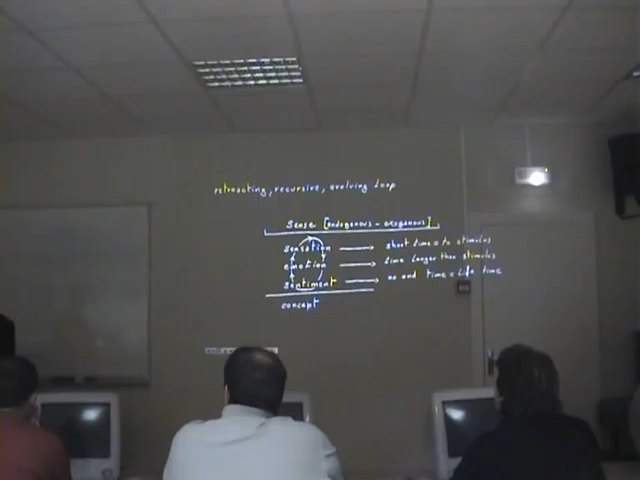 retroacting, recursive, evolving loop
Sense [endogenous - exogenous]
sensation → short time = to stimulus
emotion → time longer than stimulus
sentiment → no end time = life time
concept